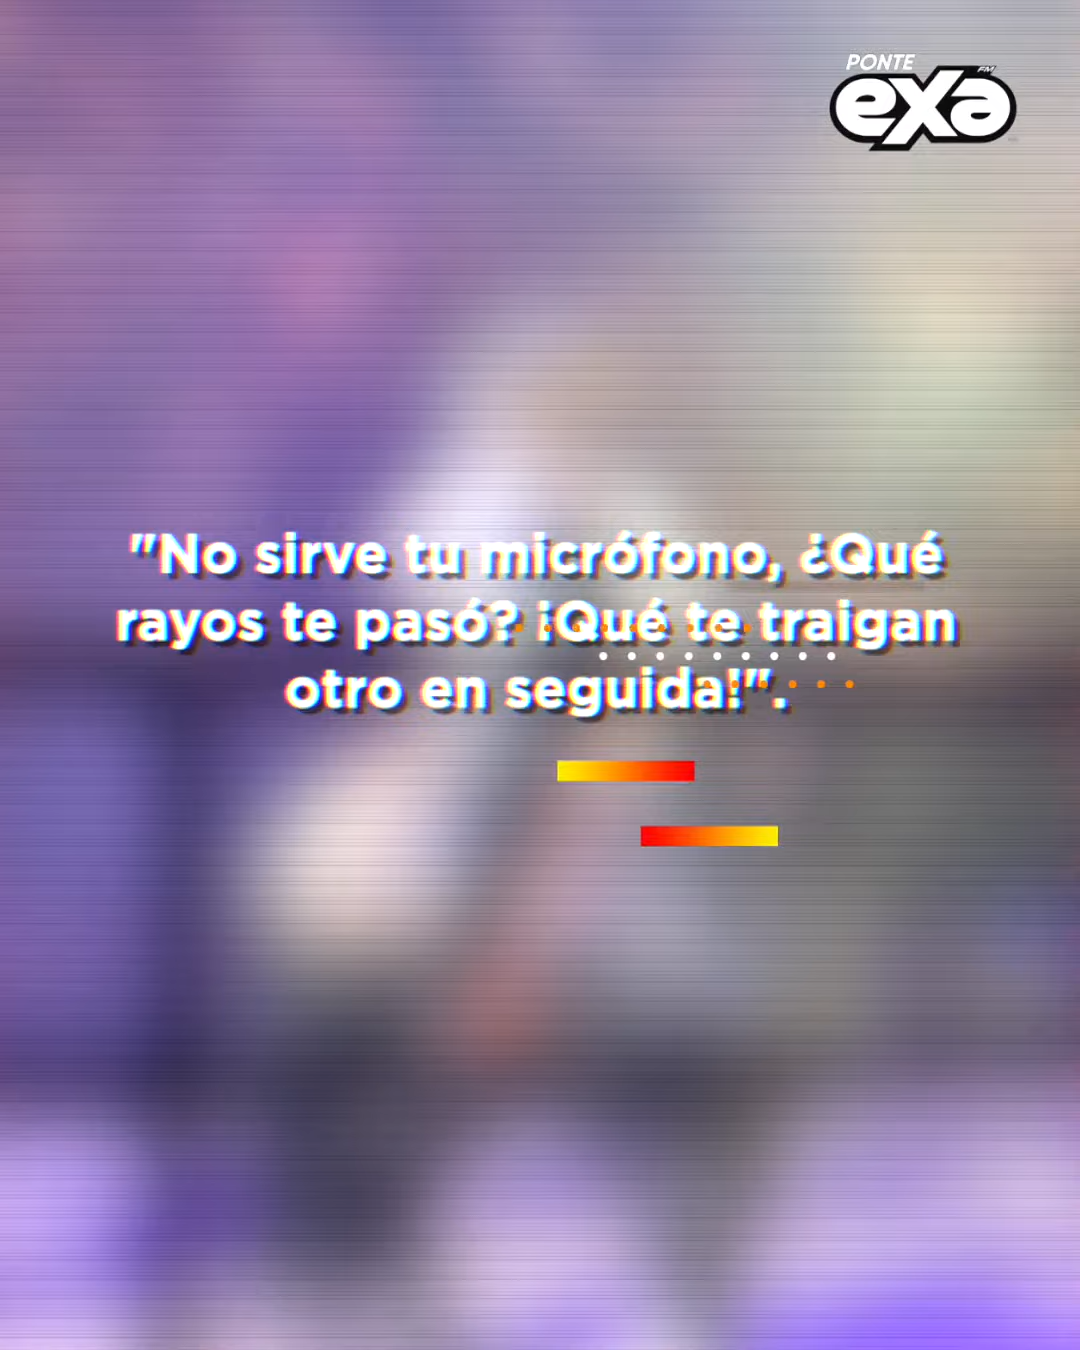 PONTE
exa FM
"No sirve tu micrófono, ¿Qué
rayos te pasó? ¡Qué te traigan
otro en seguida!".